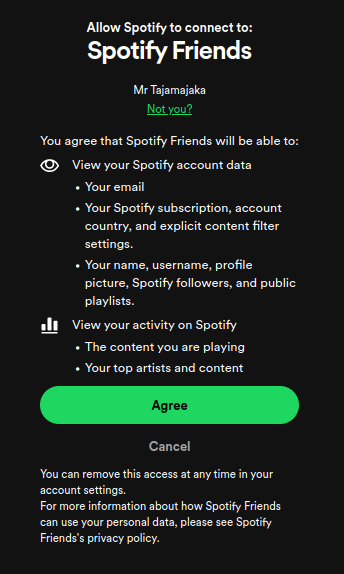 Allow Spotify to connect to:
Spotify Friends
Mr Tajamajaka
Not you?
You agree that Spotify Friends will be able to:
View your Spotify account data
• Your email
• Your Spotify subscription, account
country, and explicit content filter
settings.
• Your name, username, profile
picture, Spotify followers, and public
playlists.
View your activity on Spotify
• The content you are playing
• Your top artists and content
Agree
Cancel
You can remove this access at any time in your
account settings.
For more information about how Spotify Friends
can use your personal data, please see Spotify
Friends's privacy policy.